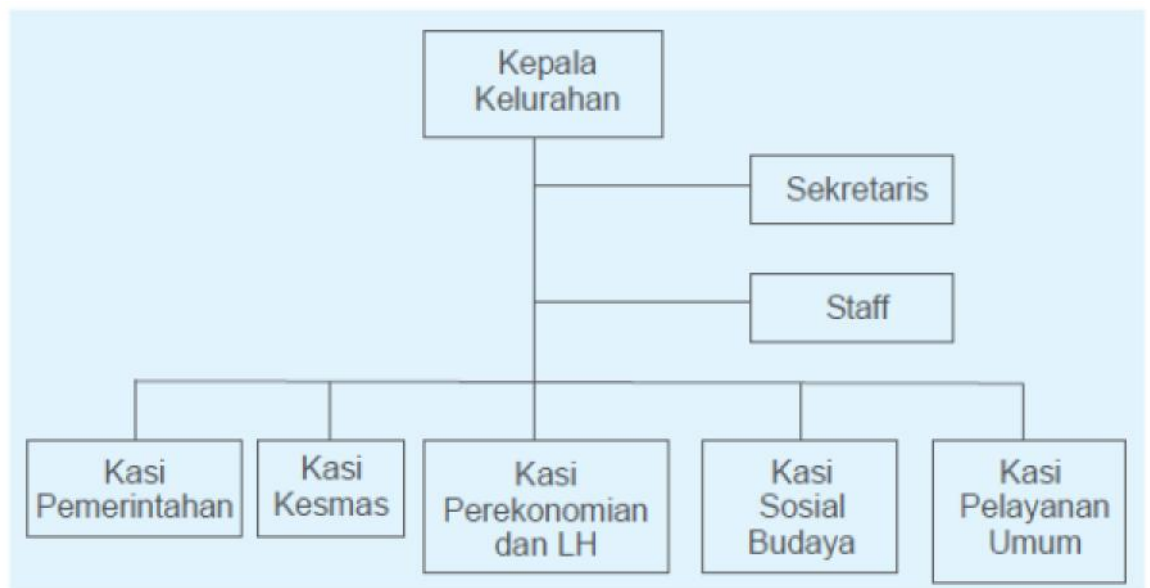 Kepala
Kelurahan
Sekretaris
Staff
Kasi
Pemerintahan
Kasi
Kesmas
Kasi
Perekonomian
dan LH
Kasi
Sosial
Budaya
Kasi
Pelayanan
Umum